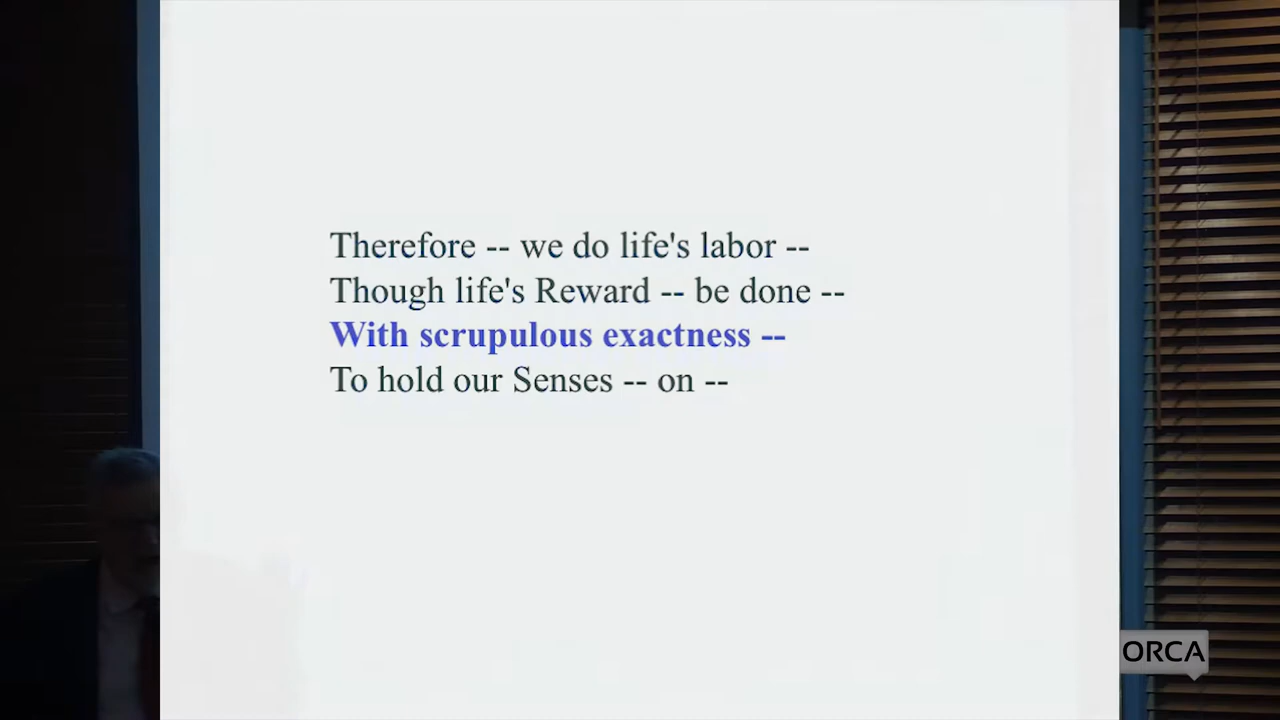 Therefore -- we do life's labor --
Though life's Reward -- be done --
With scrupulous exactness --
To hold our Senses -- on --
ORCA